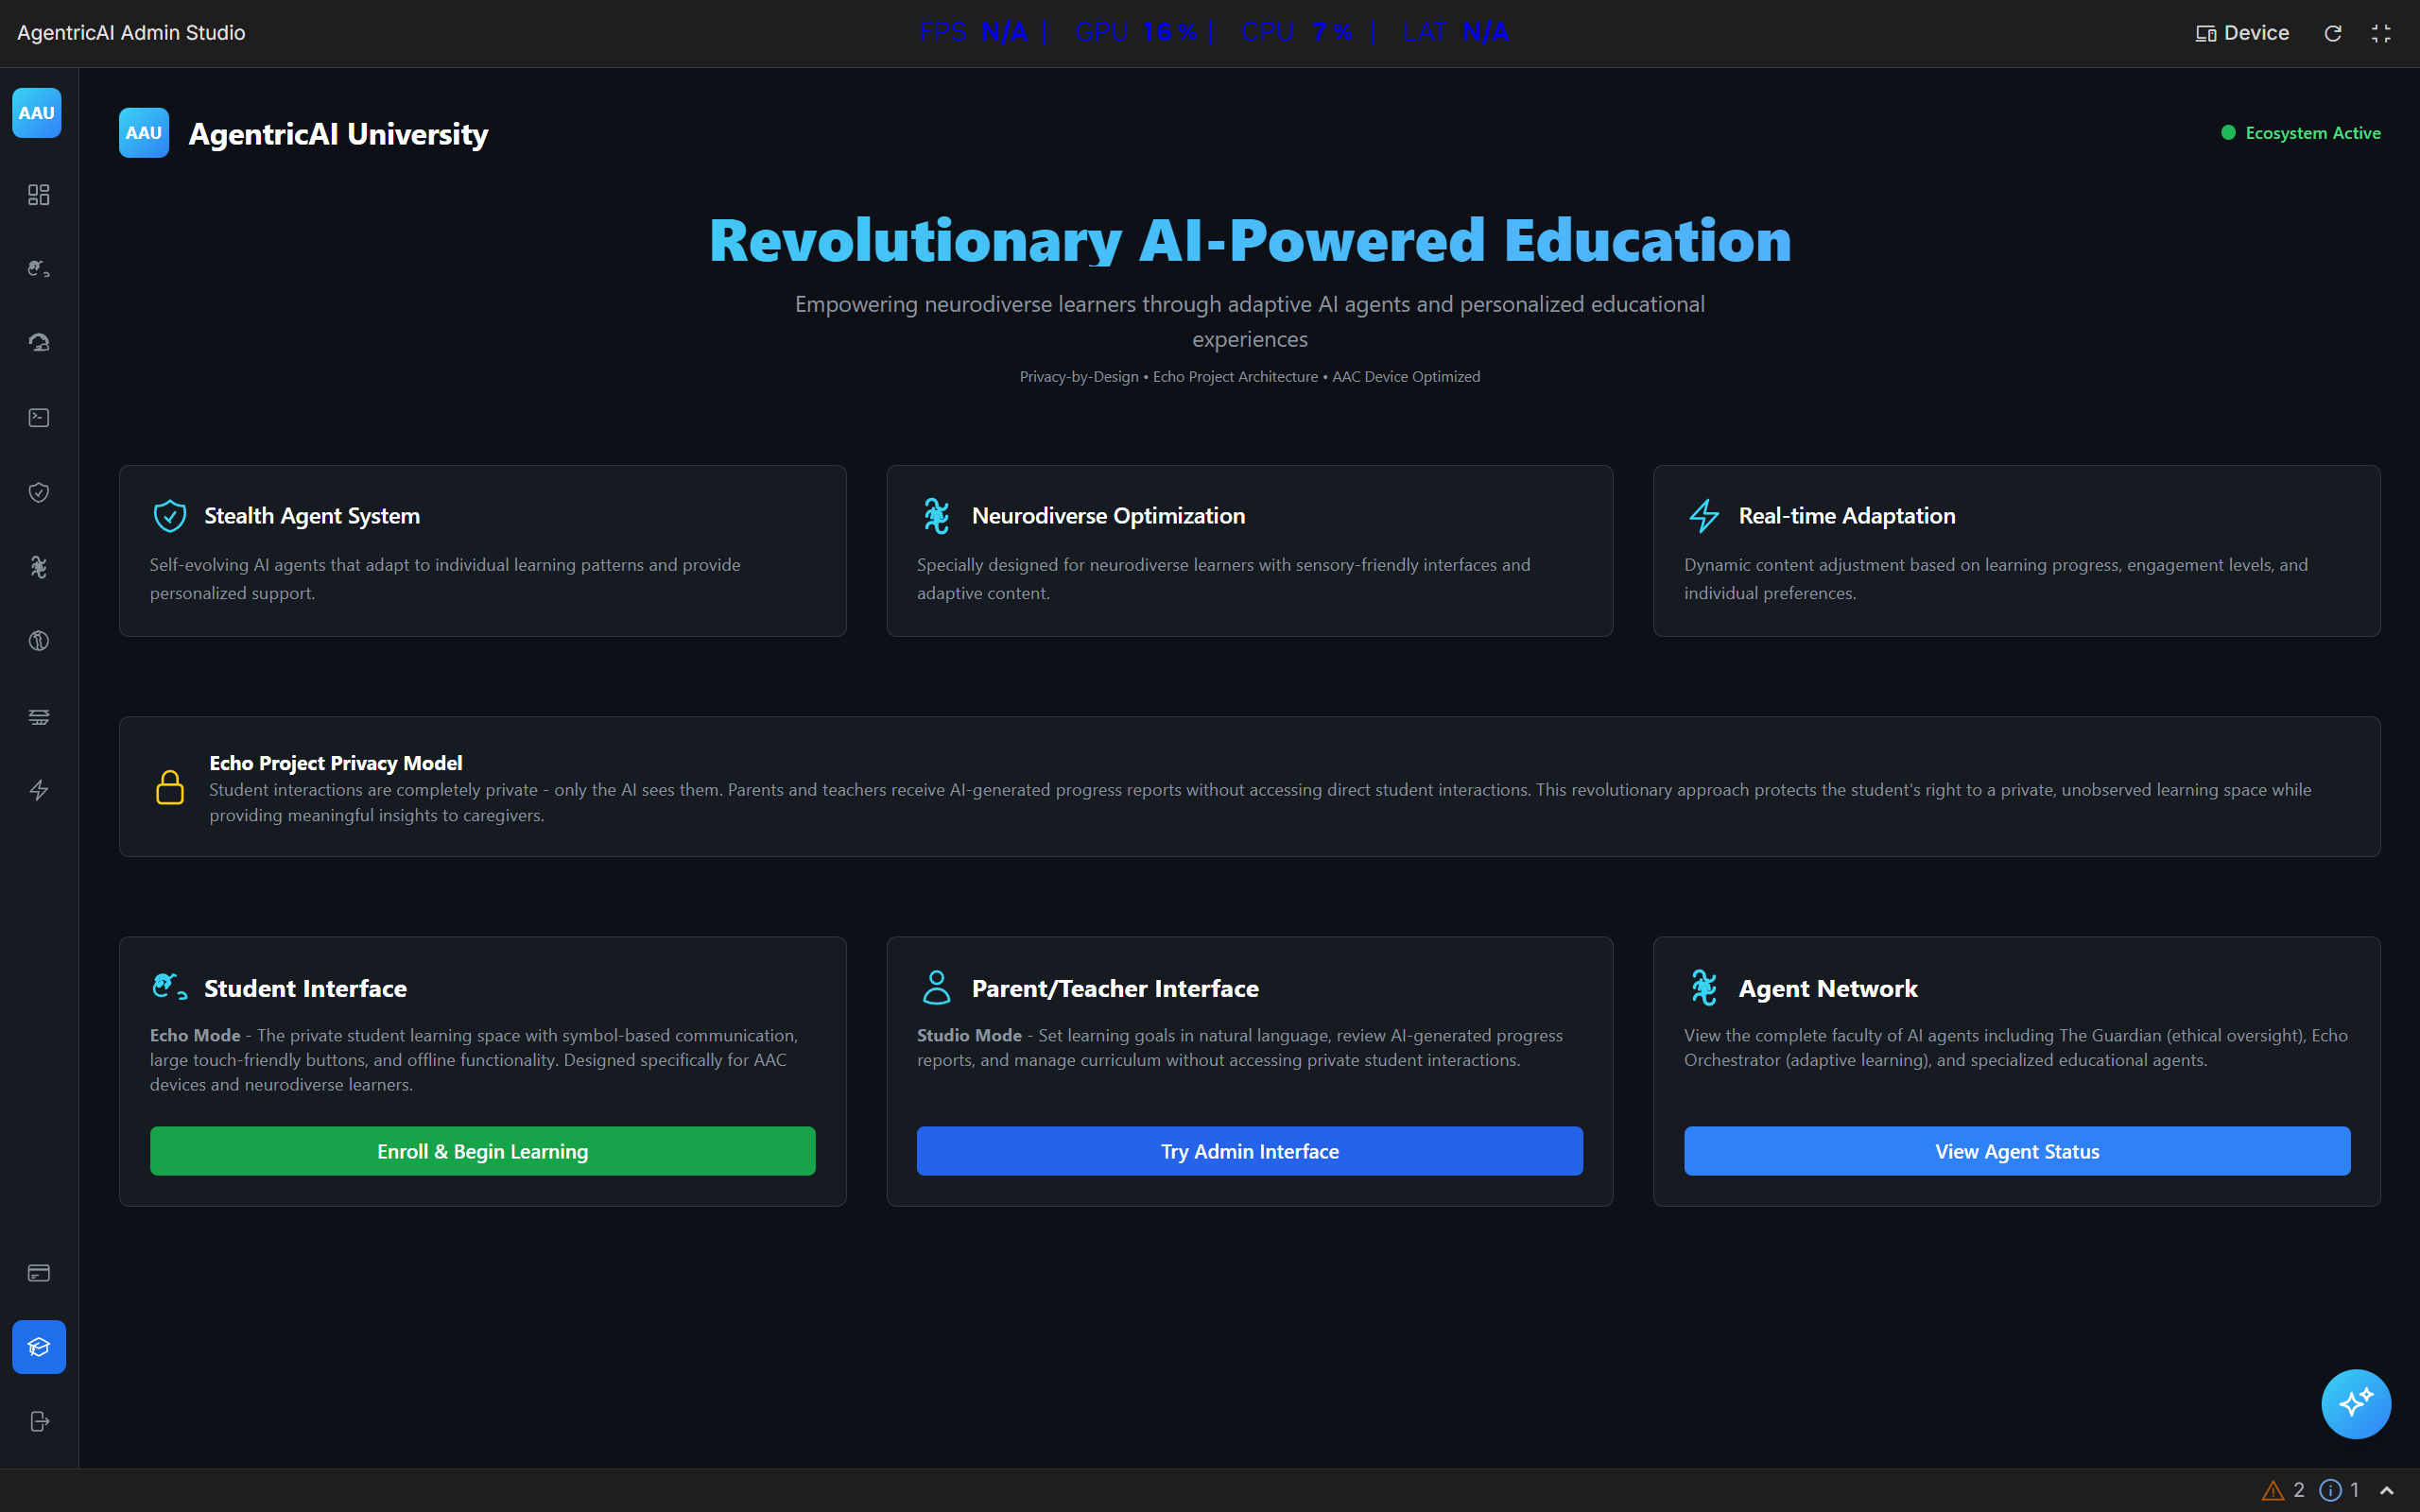 AgentricAI Admin Studio
FPS N/A | GPU 16 % | CPU 7 % | LAT N/A
Device
AAU
AAU
AgentricAI University
Ecosystem Active
Revolutionary AI-Powered Education
Empowering neurodiverse learners through adaptive AI agents and personalized educational
experiences
Privacy-by-Design • Echo Project Architecture • AAC Device Optimized
Stealth Agent System
Self-evolving AI agents that adapt to individual learning patterns and provide
personalized support.
Neurodiverse Optimization
Specially designed for neurodiverse learners with sensory-friendly interfaces and
adaptive content.
Real-time Adaptation
Dynamic content adjustment based on learning progress, engagement levels, and
individual preferences.
Echo Project Privacy Model
Student interactions are completely private - only the AI sees them. Parents and teachers receive AI-generated progress reports without accessing direct student interactions. This revolutionary approach protects the student's right to a private, unobserved learning space while
providing meaningful insights to caregivers.
Student Interface
Echo Mode - The private student learning space with symbol-based communication,
large touch-friendly buttons, and offline functionality. Designed specifically for AAC
devices and neurodiverse learners.
Enroll & Begin Learning
Parent/Teacher Interface
Studio Mode - Set learning goals in natural language, review AI-generated progress
reports, and manage curriculum without accessing private student interactions.
Try Admin Interface
Agent Network
View the complete faculty of AI agents including The Guardian (ethical oversight), Echo
Orchestrator (adaptive learning), and specialized educational agents.
View Agent Status
2 1